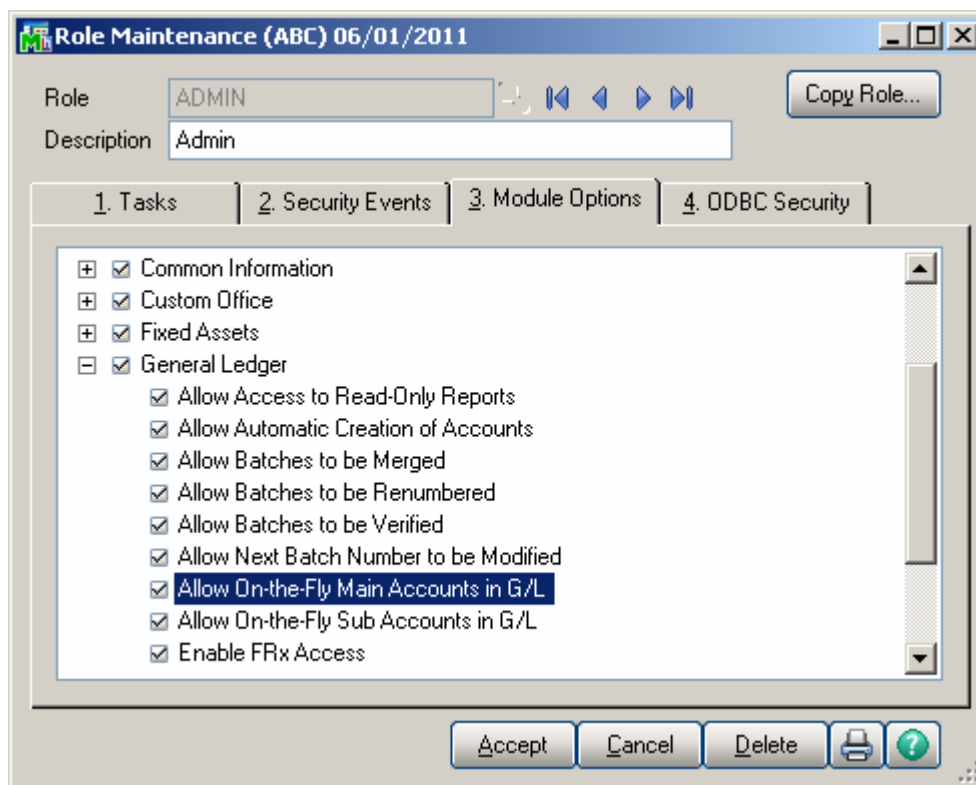 Role Maintenance (ABC) 06/01/2011
Role ADMIN Copy Role...
Description Admin
1. Tasks 2. Security Events 3. Module Options 4. ODBC Security
Common Information
Custom Office
Fixed Assets
General Ledger
Allow Access to Read-Only Reports
Allow Automatic Creation of Accounts
Allow Batches to be Merged
Allow Batches to be Renumbered
Allow Batches to be Verified
Allow Next Batch Number to be Modified
Allow On-the-Fly Main Accounts in G/L
Allow On-the-Fly Sub Accounts in G/L
Enable FRx Access
Accept Cancel Delete